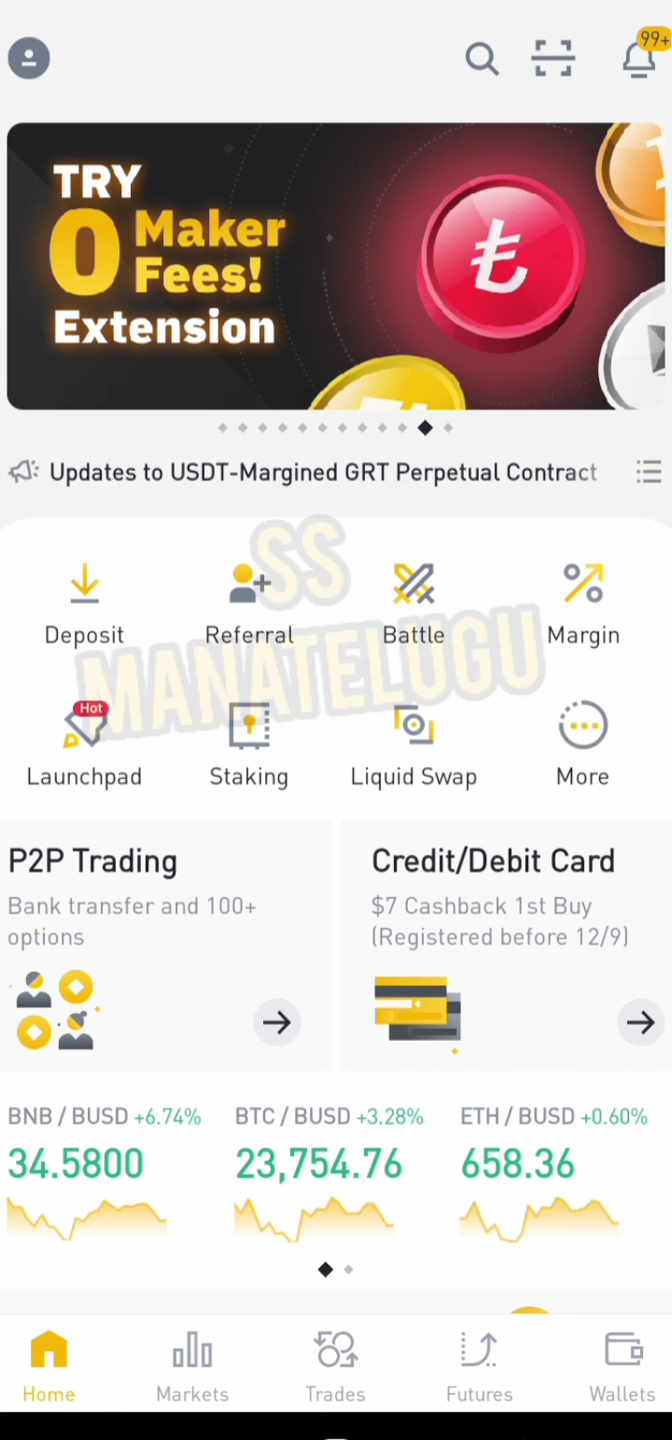 99+
TRY
0 Maker
Fees!
Extension
Updates to USDT-Margined GRT Perpetual Contract
SS
MANATELUGU
Deposit
Referral
Battle
Margin
Hot
Launchpad
Staking
Liquid Swap
More
P2P Trading
Bank transfer and 100+
options
Credit/Debit Card
$7 Cashback 1st Buy
(Registered before 12/9)
BNB / BUSD +6.74%
34.5800
BTC / BUSD +3.28%
23,754.76
ETH / BUSD +0.60%
658.36
Home
Markets
Trades
Futures
Wallets